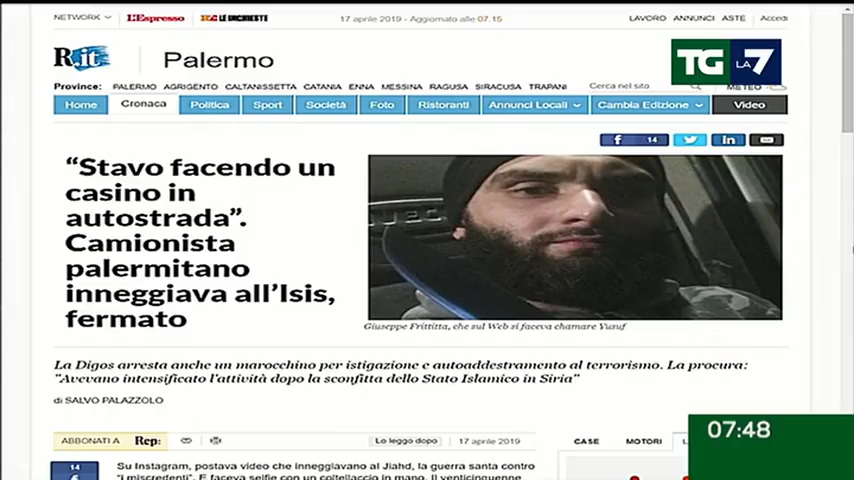 NETWORK
L'Espresso
LE INCHIESTE
17 aprile 2019 - Aggiornato alle 07.15
LAVORO ANNUNCI ASTE Accedi
R.it
Palermo
TG LA7
Province: PALERMO AGRIGENTO CALTANISSETTA CATANIA ENNA MESSINA RAGUSA SIRACUSA TRAPANI
Cerca nel sito
METEO
Home Cronaca Politica Sport Società Foto Ristoranti Annunci Locali Cambia Edizione Video
f 14 in
“Stavo facendo un
casino in
autostrada”.
Camionista
palermitano
inneggiava all’Isis,
fermato
IVECO
Giuseppe Frittitta, che sul Web si faceva chamare Yusuf
La Digos arresta anche un marocchino per istigazione e autoaddestramento al terrorismo. La procura:
"Avevano intensificato l'attività dopo la sconfitta dello Stato Islamico in Siria"
di SALVO PALAZZOLO
07:48
ABBONATI A Rep:
Lo leggo dopo
17 aprile 2019
CASE MOTORI
14
f
Su Instagram, postava video che inneggiavano al Jiahd, la guerra santa contro
"i miscredenti". E faceva selfie con un coltellaccio in mano. Il venticinquenne